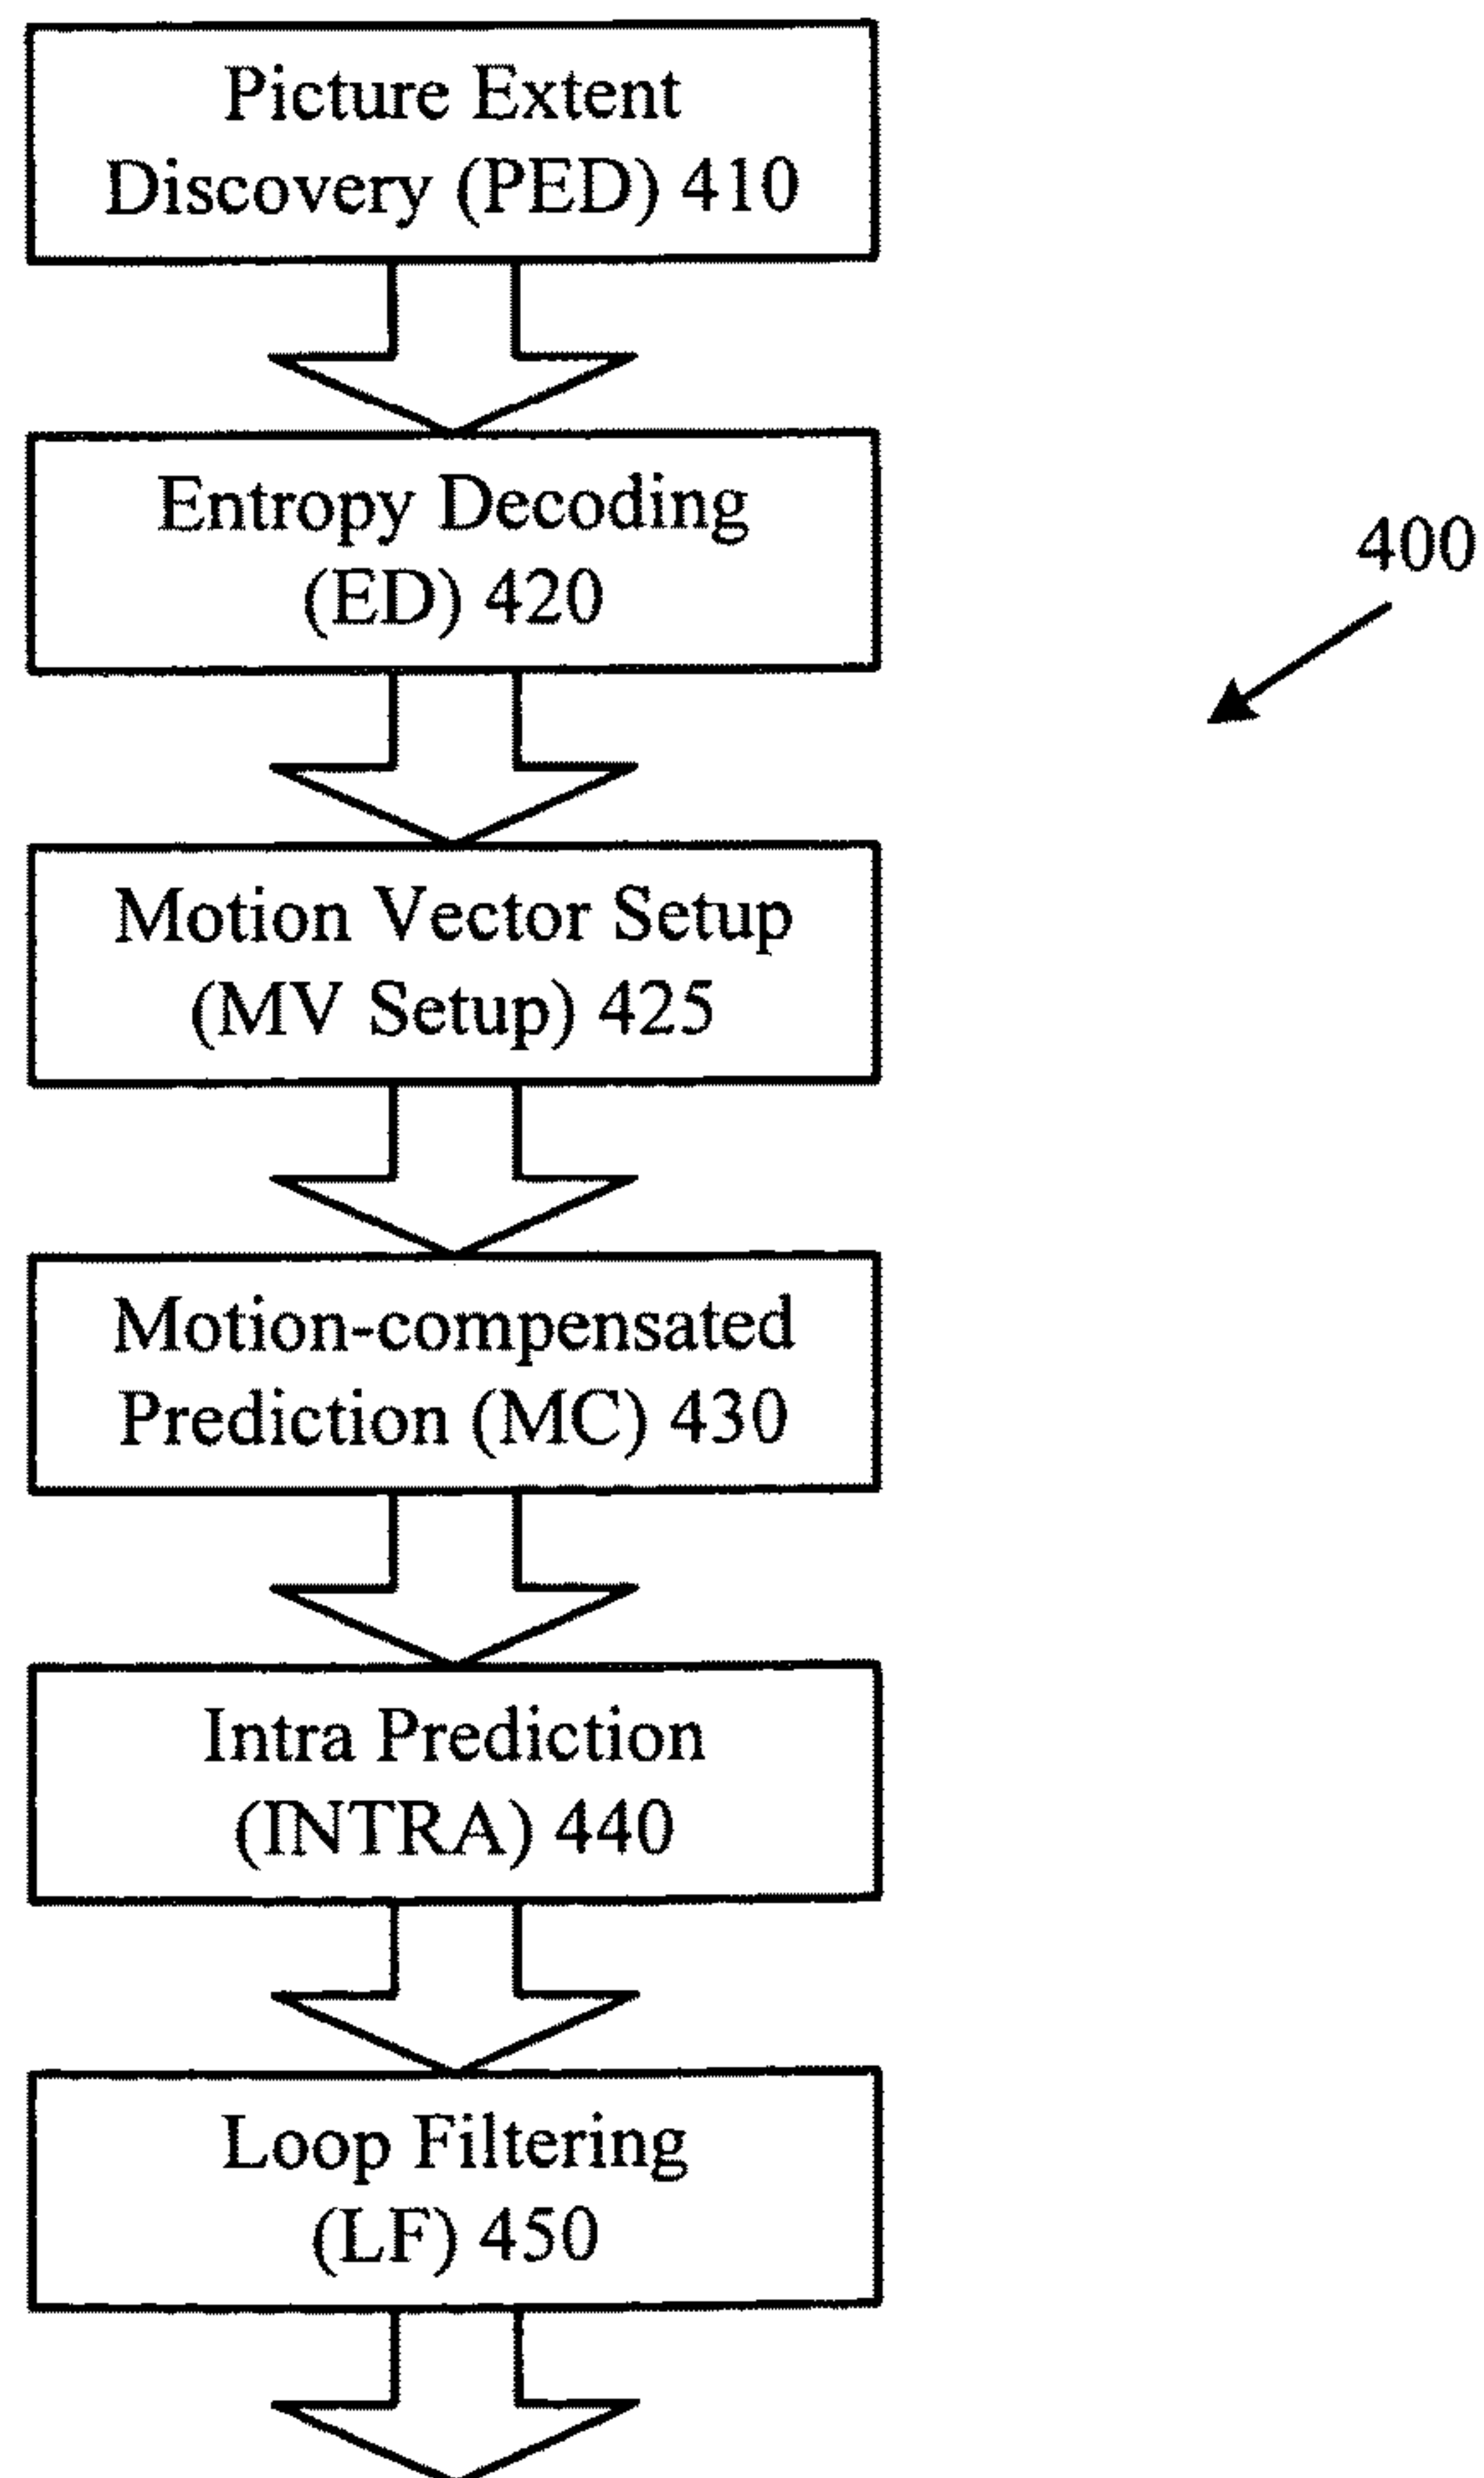 Picture Extent
Discovery (PED) 410
Entropy Decoding
(ED) 420
400
Motion Vector Setup
(MV Setup) 425
Motion-compensated
Prediction (MC) 430
Intra Prediction
(INTRA) 440
Loop Filtering
(LF) 450